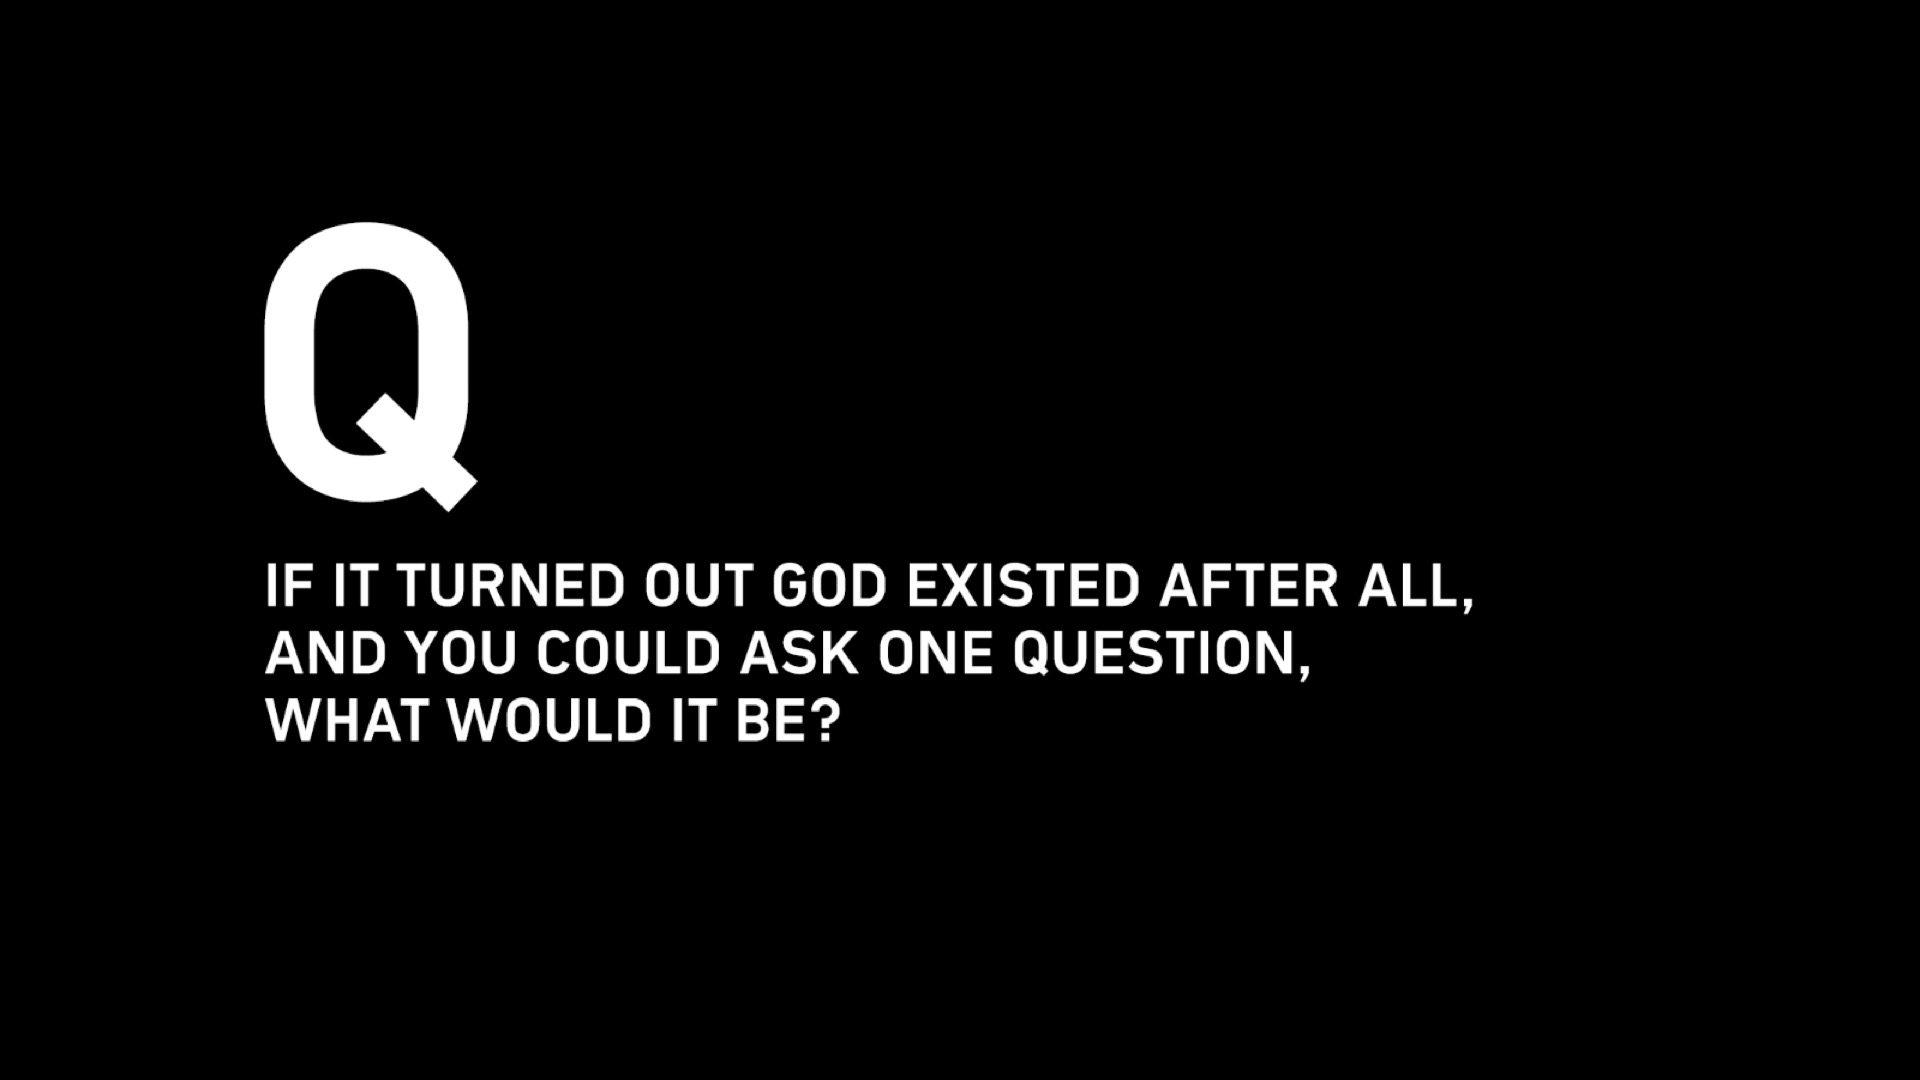 Q
IF IT TURNED OUT GOD EXISTED AFTER ALL,
AND YOU COULD ASK ONE QUESTION,
WHAT WOULD IT BE?